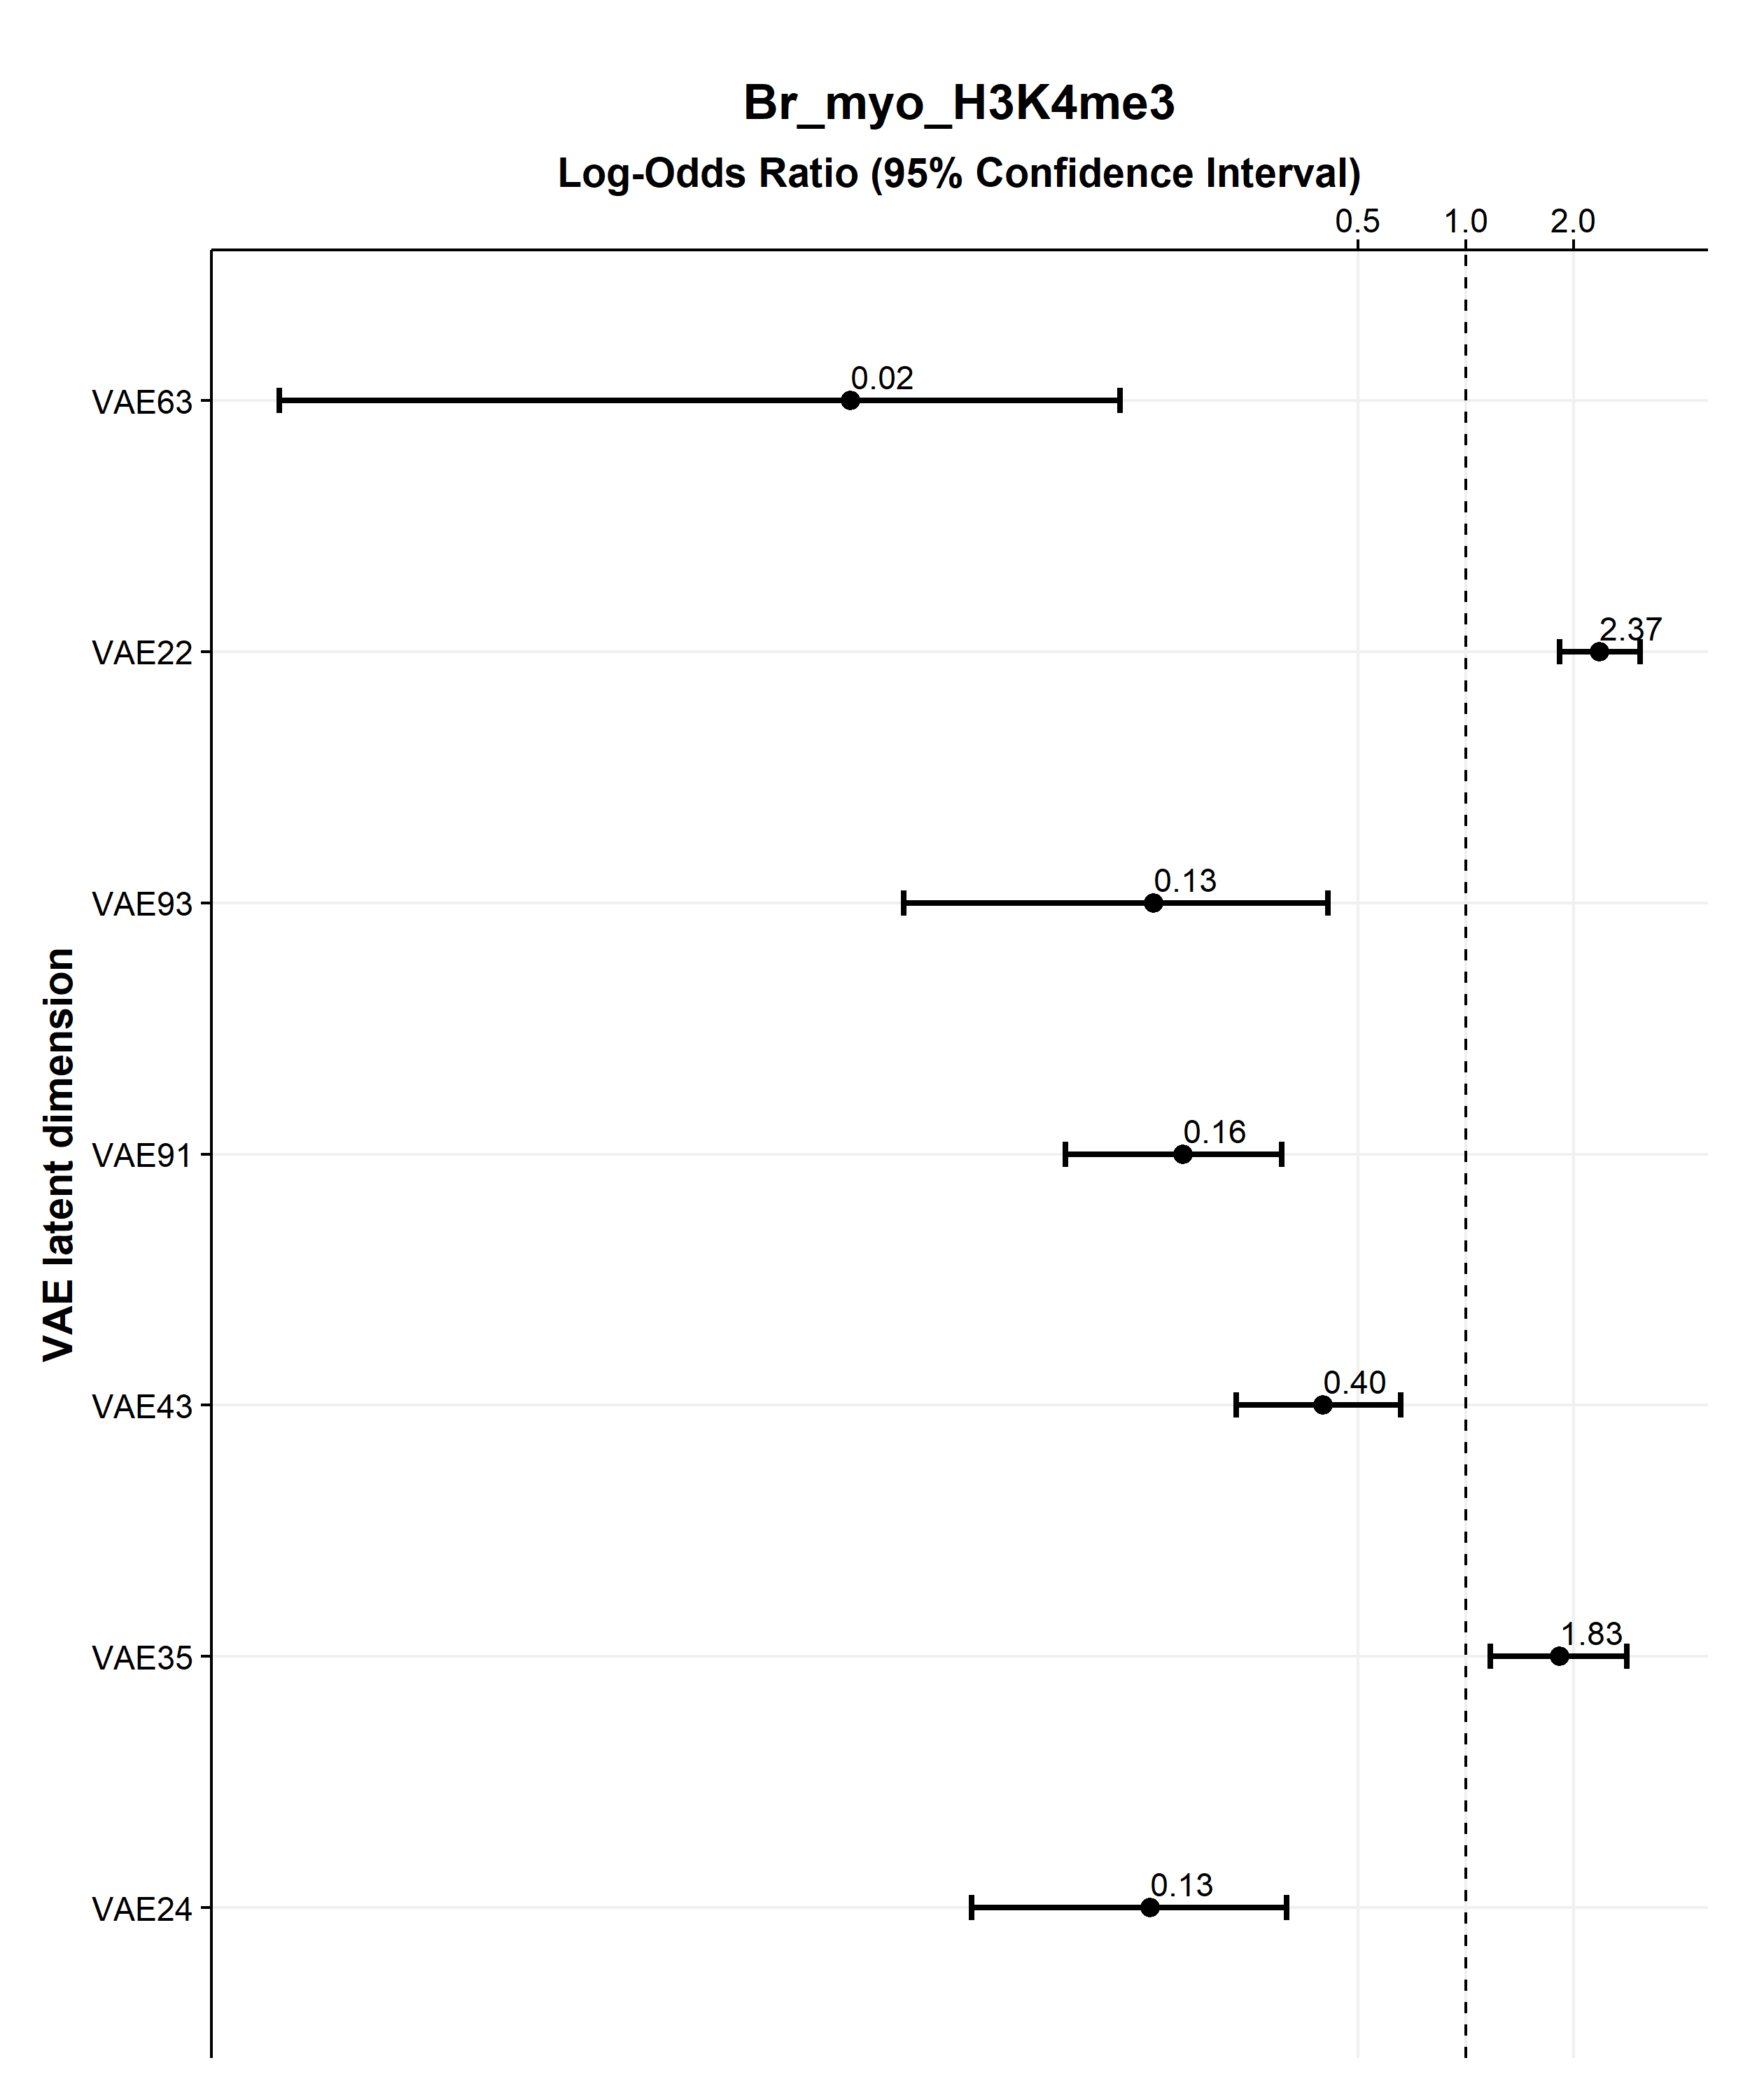 Br_myo_H3K4me3
Log-Odds Ratio (95% Confidence Interval)
0.5 1.0 2.0
VAE63 0.02
VAE22 2.37
VAE93 0.13
VAE91 0.16
VAE43 0.40
VAE35 1.83
VAE24 0.13
VAE latent dimension